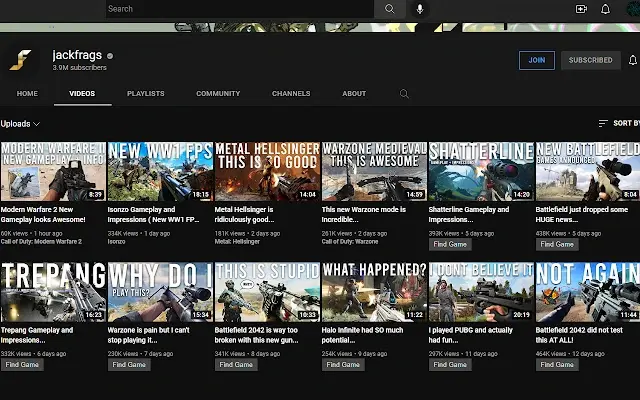 Search
jackfrags
3.9M subscribers
JOIN
SUBSCRIBED
HOME
VIDEOS
PLAYLISTS
COMMUNITY
CHANNELS
ABOUT
Uploads
SORT BY
MODERN WARFARE II
NEW GAMEPLAY + INFO
8:39
NEW WW1 FPS
18:15
METAL HELLSINGER
THIS IS SO GOOD
14:04
WARZONE MEDIEVAL
THIS IS AWESOME
14:59
SHATTERLINE
GAMEPLAY + IMPRESSIONS
14:20
NEW BATTLEFIELD
GAMES ANNOUNCED
8:04
Modern Warfare 2 New
Gameplay looks Awesome!
60K views • 1 hour ago
Call of Duty: Modern Warfare 2
Isonzo Gameplay and
Impressions ( New WW1 FP...
334K views • 1 day ago
Isonzo
Metal Hellsinger is
ridiculously good...
181K views • 2 days ago
Metal: Hellsinger
This new Warzone mode is
Incredible...
261K views • 2 days ago
Call of Duty: Warzone
Shatterline Gameplay and
Impressions...
393K views • 3 days ago
Find Game
Battlefield just dropped some
HUGE news...
438K views • 5 days ago
Find Game
TREPANG
16:23
WHY DO I
PLAY THIS?
15:34
THIS IS STUPID
10:33
WHAT HAPPENED?
11:22
I DONT BELIEVE IT
20:19
NOT AGAIN
11:44
Trepang Gameplay and
Impressions...
332K views • 6 days ago
Find Game
Warzone is pain but I can't
stop playing it...
230K views • 7 days ago
Find Game
Battlefield 2042 is way too
broken with this new gun...
341K views • 8 days ago
Find Game
Halo Infinite had SO much
potential...
254K views • 9 days ago
Find Game
I played PUBG and actually
had fun...
297K views • 11 days ago
Find Game
Battlefield 2042 did not test
this AT ALL!
464K views • 12 days ago
Find Game